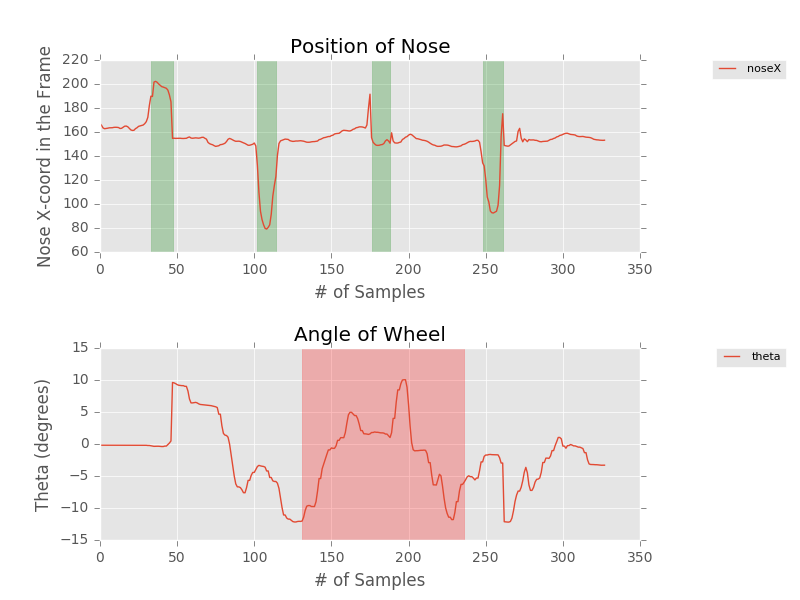 Position of Nose
Nose X-coord in the Frame
220
200
180
160
140
120
100
80
60
0 50 100 150 200 250 300 350
# of Samples
noseX
Angle of Wheel
Theta (degrees)
15
10
5
0
−5
−10
−15
0 50 100 150 200 250 300 350
# of Samples
theta